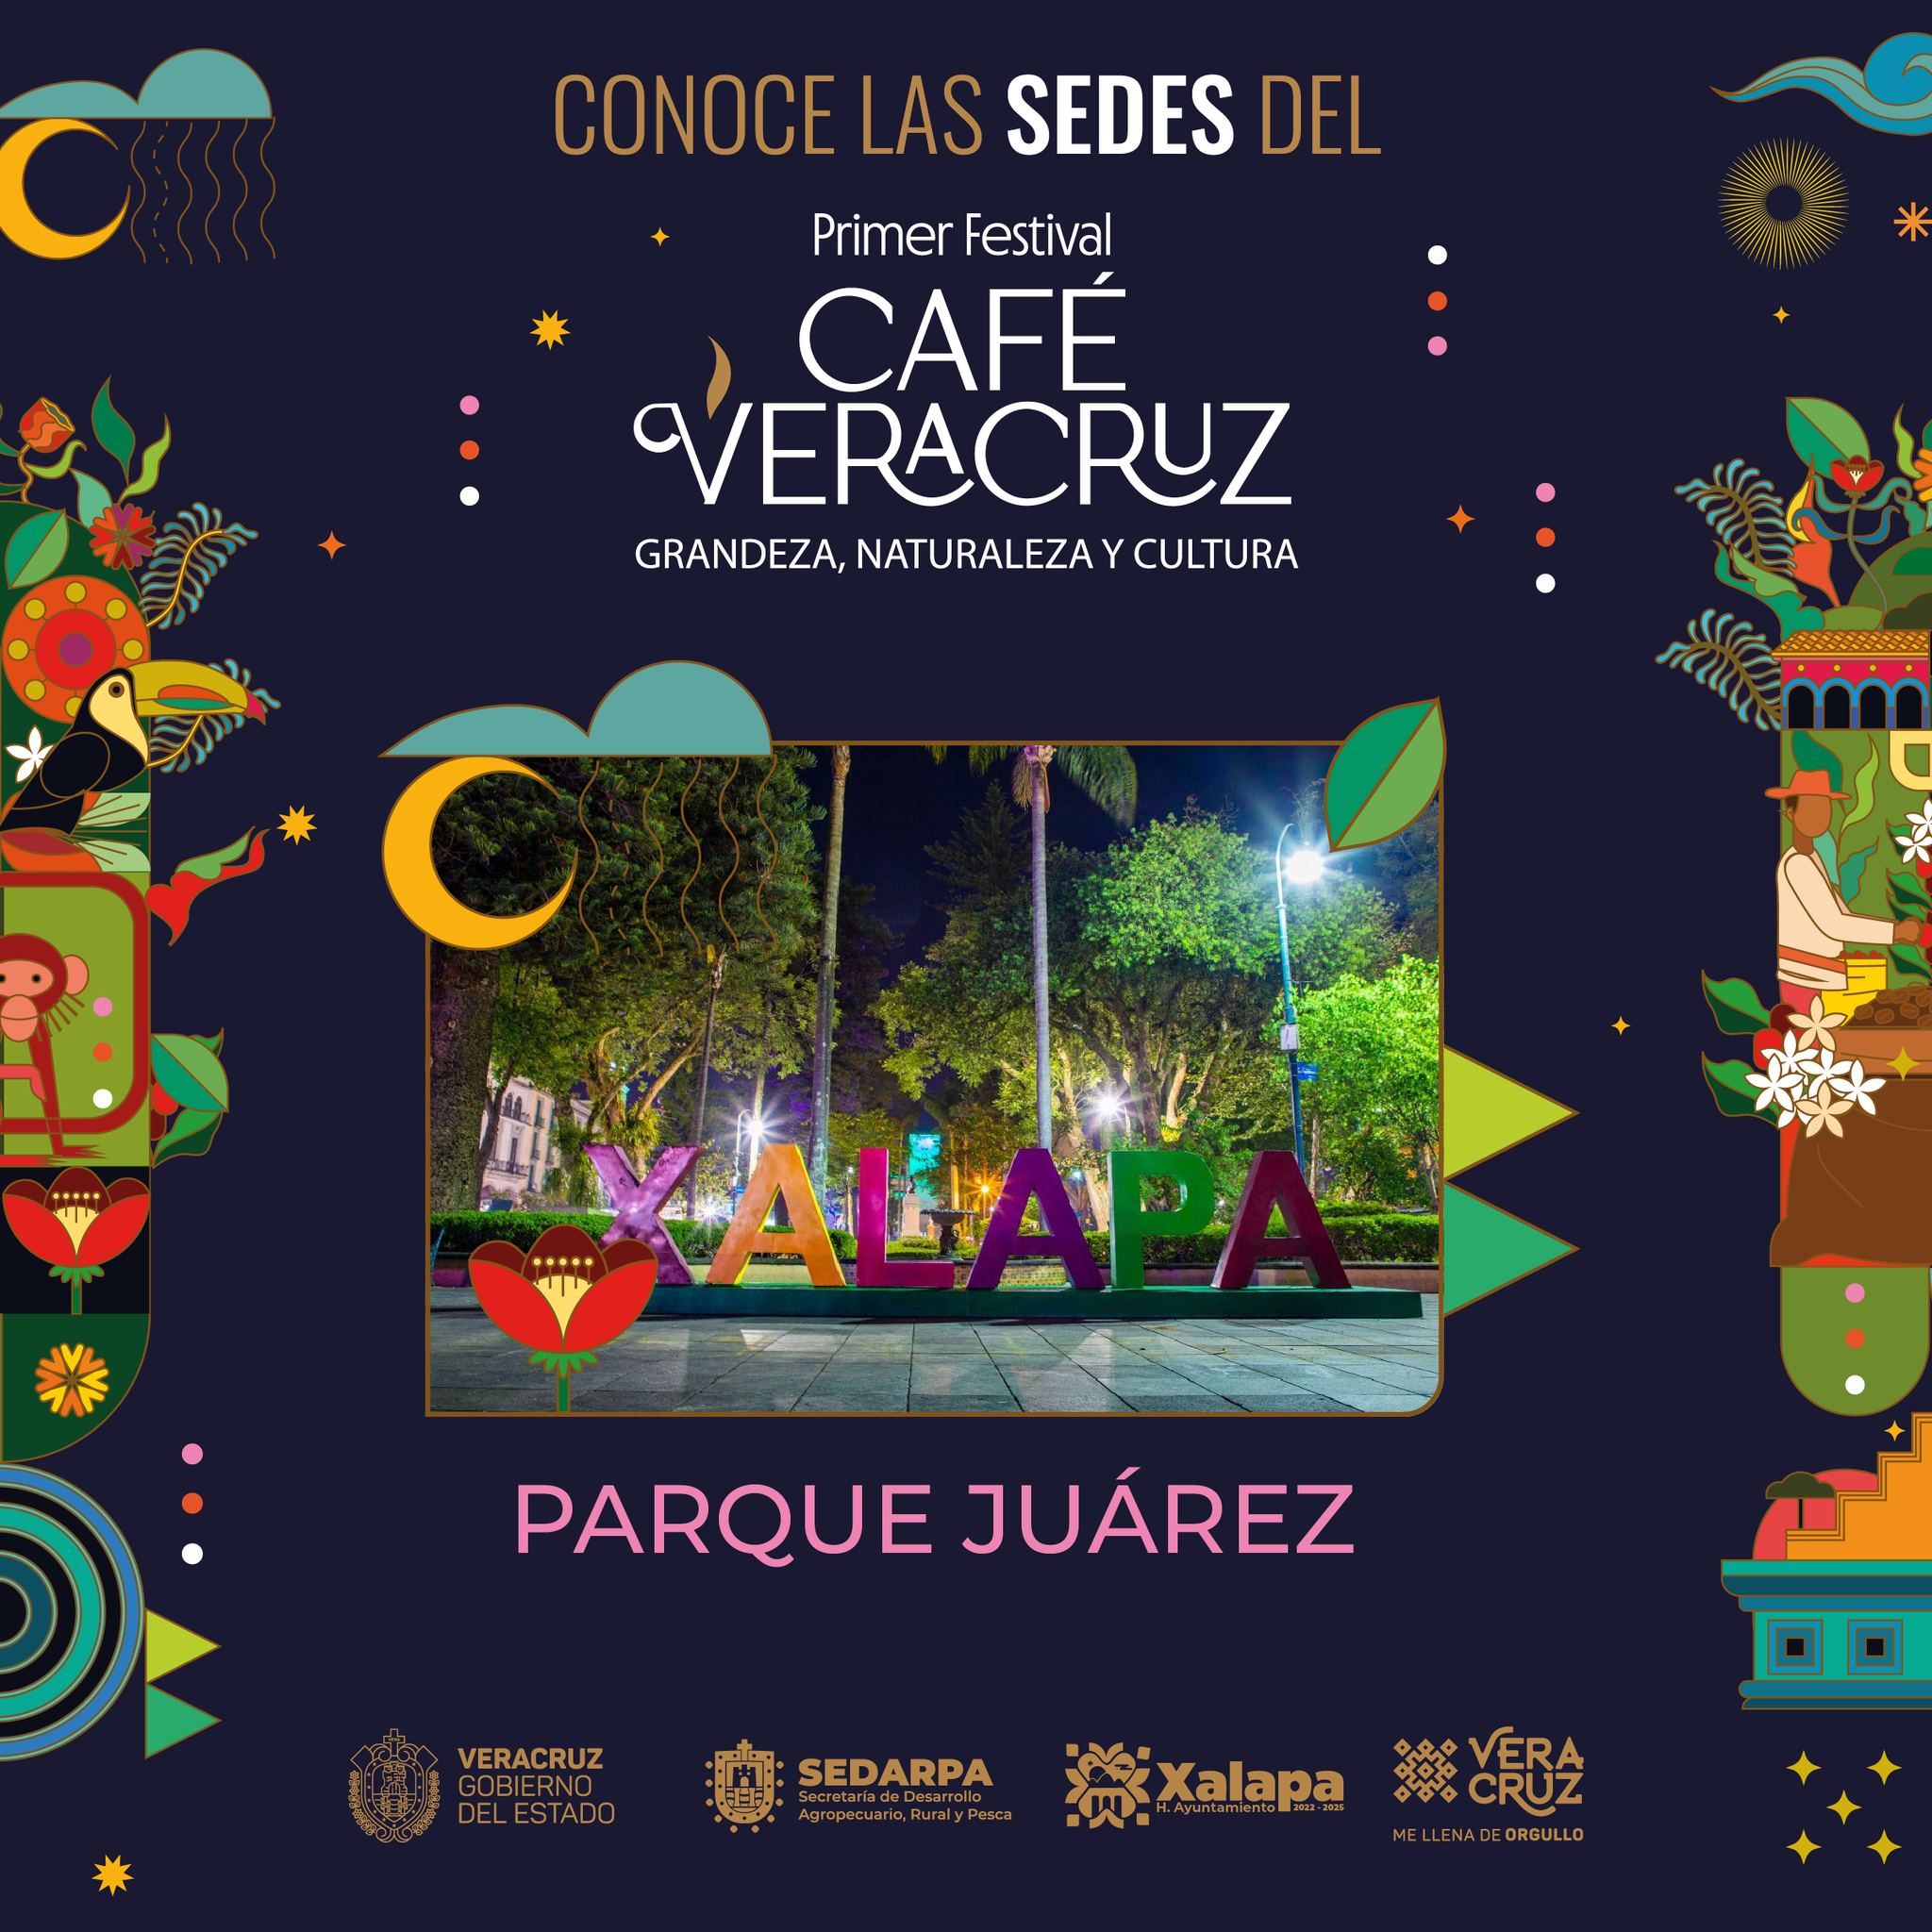 CONOCE LAS SEDES DEL
Primer Festival
CAFÉ
VERACRUZ
GRANDEZA, NATURALEZA Y CULTURA
XALAPA
PARQUE JUÁREZ
VERACRUZ
GOBIERNO
DEL ESTADO
SEDARPA
Secretaría de Desarrollo
Agropecuario, Rural y Pesca
Xalapa
H. Ayuntamiento 2022 - 2025
VERA
CRUZ
ME LLENA DE ORGULLO